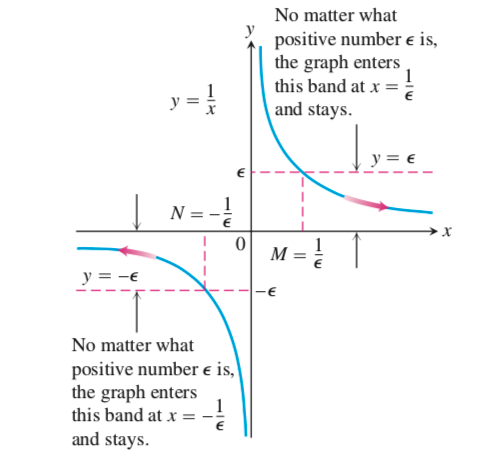 No matter what
positive number ϵ is,
the graph enters
this band at x = 1/ϵ
and stays.
y
y = 1/x
y = ϵ
ϵ
N = −1/ϵ
x
0
M = 1/ϵ
y = −ϵ
−ϵ
No matter what
positive number ϵ is,
the graph enters
this band at x = −1/ϵ
and stays.